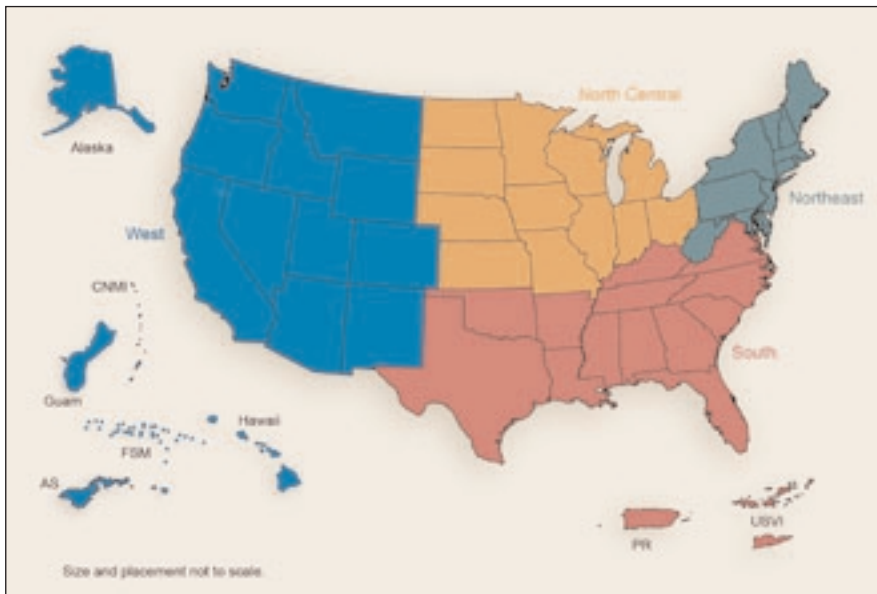 North Central
Alaska
Northeast
West
CNMI
South
Guam
Hawaii
FSM
AS
USVI
PR
Size and placement not to scale.